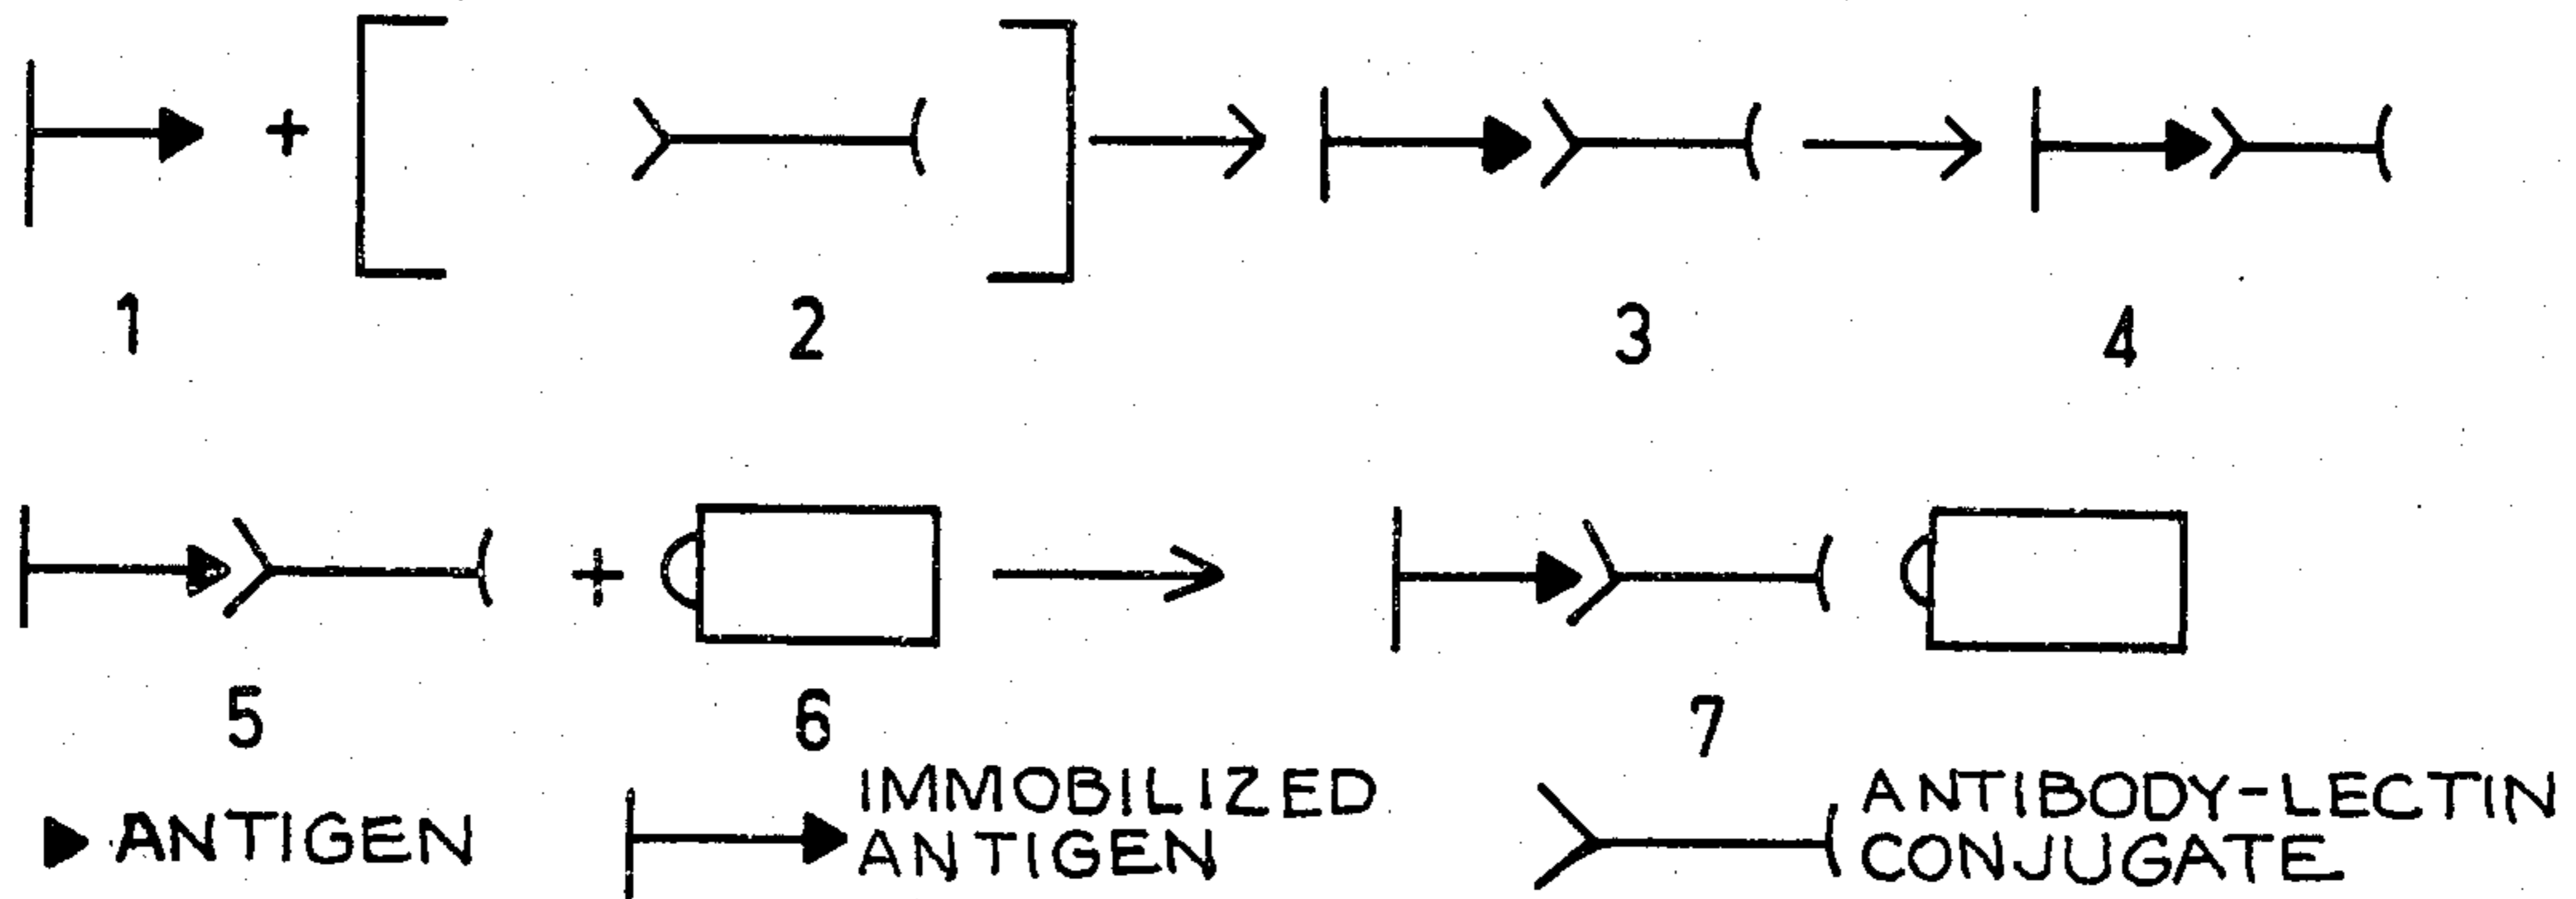 +
1 2 3 4
+
5 6 7
ANTIGEN
IMMOBILIZED
ANTIGEN
ANTIBODY-LECTIN
CONJUGATE